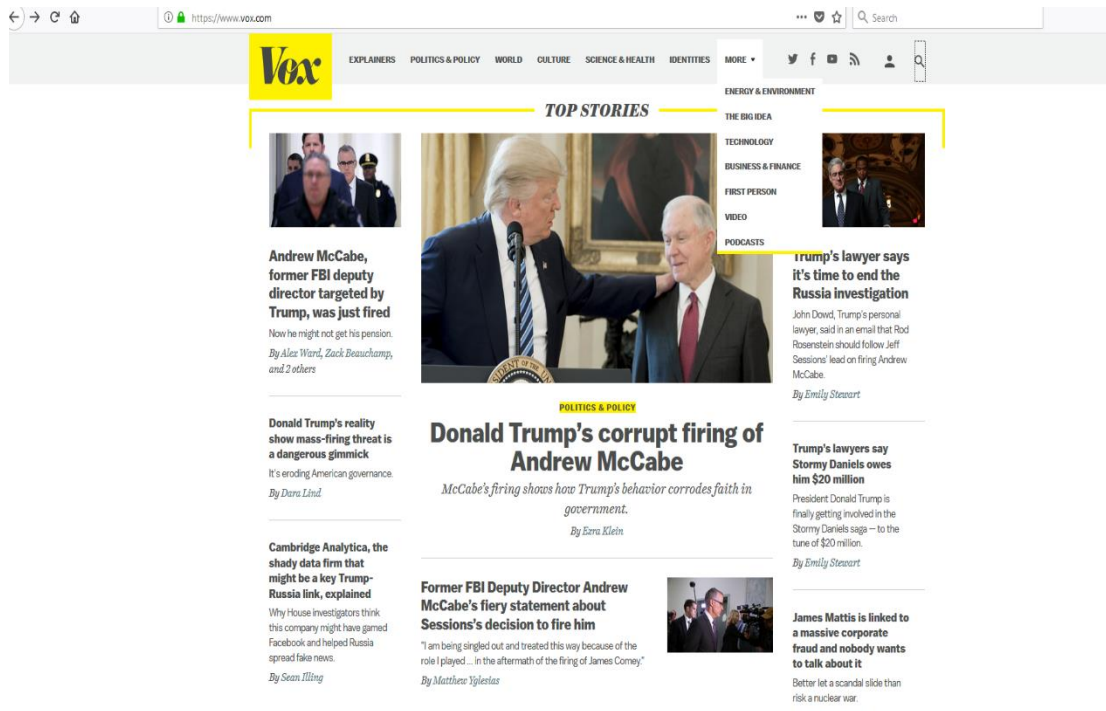 https://www.vox.com
Search
Vox
EXPLAINERS POLITICS & POLICY WORLD CULTURE SCIENCE & HEALTH IDENTITIES MORE
ENERGY & ENVIRONMENT
THE BIG IDEA
TECHNOLOGY
BUSINESS & FINANCE
FIRST PERSON
VIDEO
PODCASTS
TOP STORIES
Andrew McCabe,
former FBI deputy
director targeted by
Trump, was just fired
Now he might not get his pension.
By Alex Ward, Zack Beauchamp,
and 2 others
Donald Trump's reality
show mass-firing threat is
a dangerous gimmick
It's eroding American governance.
By Dara Lind
Cambridge Analytica, the
shady data firm that
might be a key Trump-
Russia link, explained
Why House investigators think
this company might have gamed
Facebook and helped Russia
spread fake news.
By Sean Illing
PRESIDENT OF THE UNI
POLITICS & POLICY
Donald Trump's corrupt firing of
Andrew McCabe
McCabe's firing shows how Trump's behavior corrodes faith in
government.
By Ezra Klein
Former FBI Deputy Director Andrew
McCabe's fiery statement about
Sessions's decision to fire him
"I am being singled out and treated this way because of the
role I played ... in the aftermath of the firing of James Comey."
By Matthew Yglesias
Trump's lawyer says
it's time to end the
Russia investigation
John Dowd, Trump's personal
lawyer, said in an email that Rod
Rosenstein should follow Jeff
Sessions' lead on firing Andrew
McCabe.
By Emily Stewart
Trump's lawyers say
Stormy Daniels owes
him $20 million
President Donald Trump is
finally getting involved in the
Stormy Daniels saga — to the
tune of $20 million.
By Emily Stewart
James Mattis is linked to
a massive corporate
fraud and nobody wants
to talk about it
Better let a scandal slide than
risk a nuclear war.